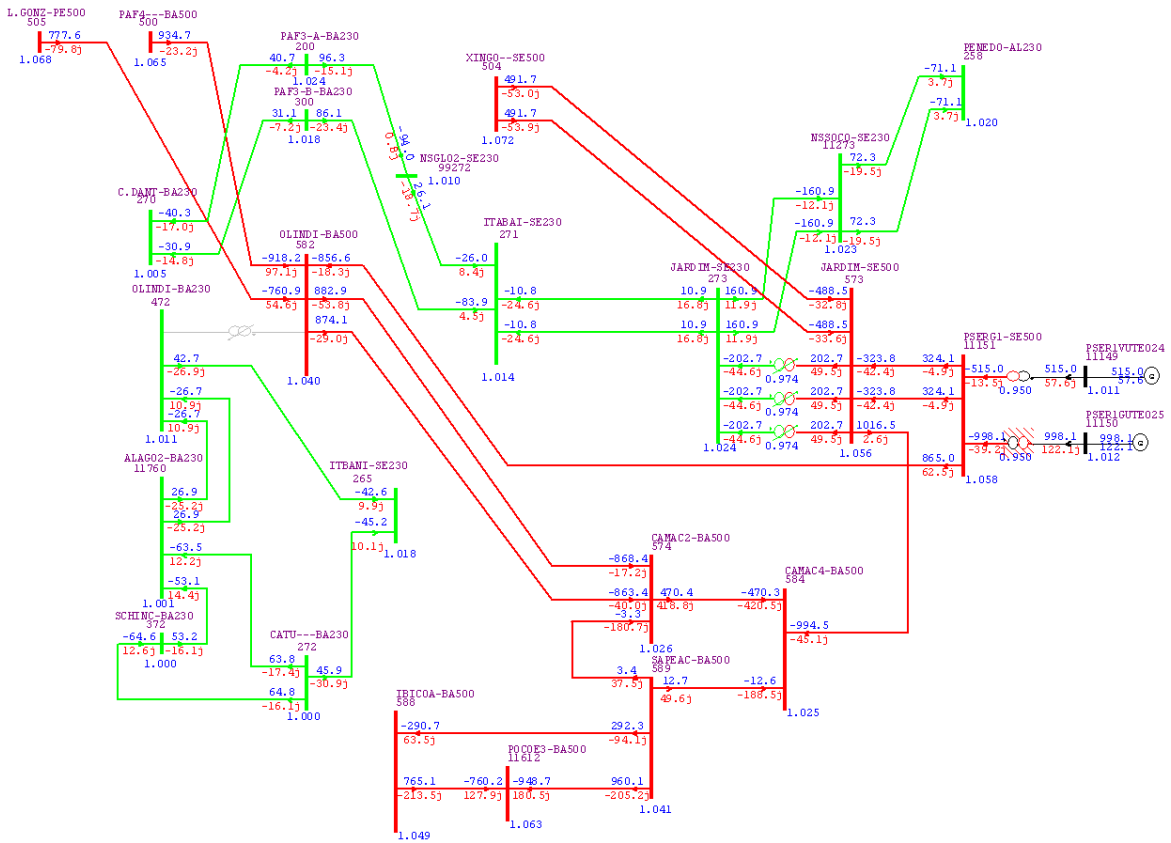 L.GONZ-PE500
505
777.6
-79.8j
1.068
PAF4---BA500
500
934.7
-23.2j
1.065
PAF3-A-BA230
200
40.7
96.3
-4.2j
-15.1j
1.024
PAF3-B-BA230
300
31.1
86.1
-7.2j
-23.4j
1.018
XINGO--SE500
504
491.7
-53.0j
491.7
-53.9j
1.072
PENEDO-AL230
258
-71.1
3.7j
-71.1
3.7j
1.020
-94.0
0.8j
NSGLO2-SE230
99272
1.010
26.1
NSSOCO-SE230
11273
72.3
-19.5j
-160.9
-12.1j
-160.9
72.3
-12.1j
-19.5j
1.023
C.DANT-BA230
270
-40.3
-17.0j
-30.9
-14.8j
1.005
OLINDI-BA500
582
-918.2
-856.6
97.1j
-18.3j
-760.9
882.9
54.6j
-53.8j
874.1
-29.0j
1.040
ITABAI-SE230
271
-26.0
8.4j
-10.8
-24.6j
-83.9
4.5j
-10.8
-24.6j
1.014
JARDIM-SE230
273
10.9
160.9
16.8j
11.9j
10.9
160.9
16.8j
11.9j
-202.7
-44.6j
0.974
-202.7
-44.6j
0.974
-202.7
-44.6j
0.974
1.024
JARDIM-SE500
573
-488.5
-32.8j
-488.5
-33.6j
202.7
-323.8
49.5j
-42.4j
202.7
-323.8
49.5j
-42.4j
202.7
1016.5
49.5j
2.6j
1.056
PSERG1-SE500
11151
324.1
-515.0
-4.9j
-13.5j
0.950
324.1
-4.9j
-998.1
-39.2j
0.950
865.0
62.5j
1.058
PSER1VUTE024
11149
515.0
515.0
57.6j
57.6
1.011
PSER1GUTE025
11150
998.1
998.1
122.1j
122.1
1.012
OLINDI-BA230
472
42.7
-26.9j
-26.7
10.9j
-26.7
10.9j
1.011
ALAGO2-BA230
11760
26.9
-25.2j
26.9
-25.2j
-63.5
12.2j
-53.1
14.4j
1.001
ITBANI-SE230
265
-42.6
9.9j
-45.2
10.1j
1.018
SCHINC-BA230
372
-64.6
53.2
12.6j
-16.1j
1.000
CATU---BA230
272
63.8
-17.4j
45.9
-30.9j
64.8
-16.1j
1.000
CAMAC2-BA500
574
-868.4
-17.2j
-863.4
470.4
-40.0j
418.8j
-3.3
-180.7j
1.026
CAMAC4-BA500
584
-470.3
-420.5j
-994.5
-45.1j
-12.6
-188.5j
1.025
SAPEAC-BA500
589
3.4
37.5j
12.7
49.6j
292.3
-94.1j
960.1
-205.2j
1.041
IBICOA-BA500
588
-290.7
63.5j
765.1
-213.5j
1.049
POCOE3-BA500
11612
-760.2
-948.7
127.9j
180.5j
1.063